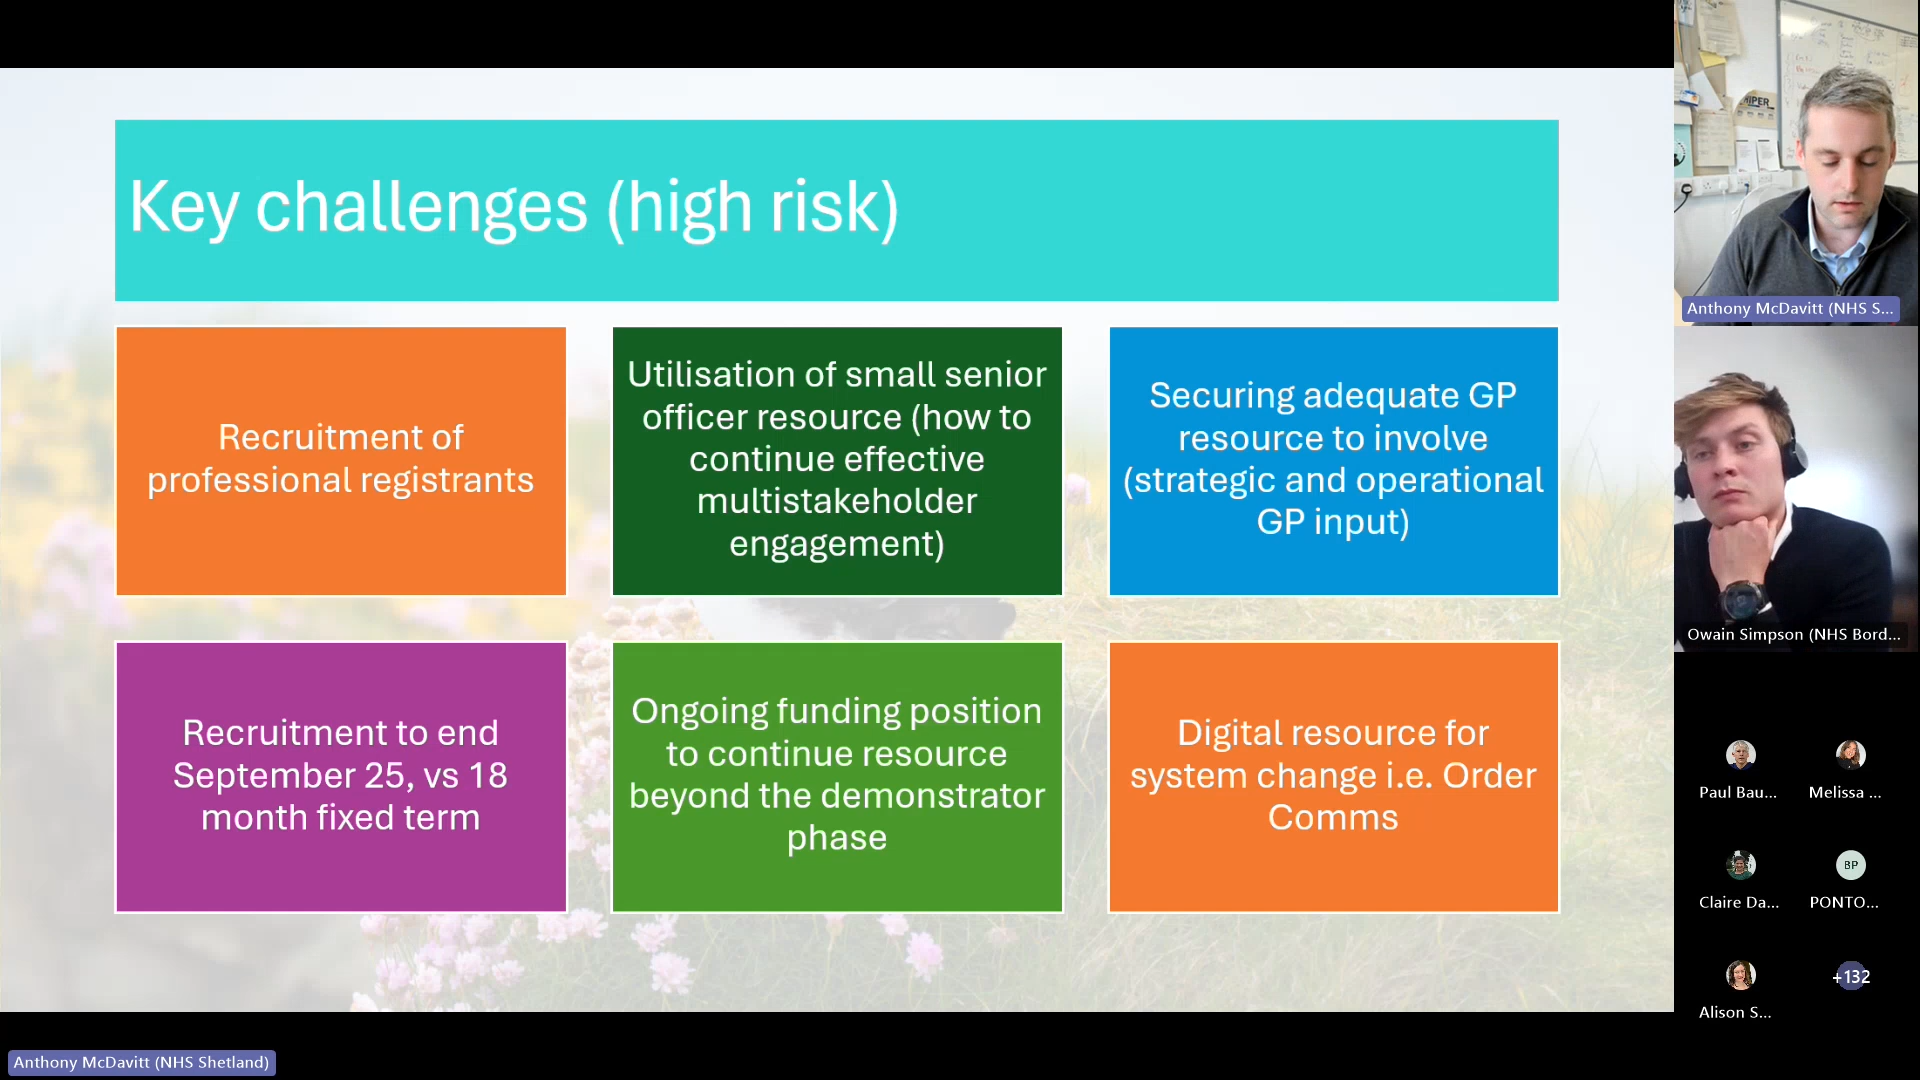 Key challenges (high risk)
Recruitment of
professional registrants
Utilisation of small senior
officer resource (how to
continue effective
multistakeholder
engagement)
Securing adequate GP
resource to involve
(strategic and operational
GP input)
Recruitment to end
September 25, vs 18
month fixed term
Ongoing funding position
to continue resource
beyond the demonstrator
phase
Digital resource for
system change i.e. Order
Comms
Anthony McDavitt (NHS S...
Owain Simpson (NHS Bord...
Paul Bau...
Melissa ...
Claire Da...
BP
PONTO...
Alison S...
+132
Anthony McDavitt (NHS Shetland)